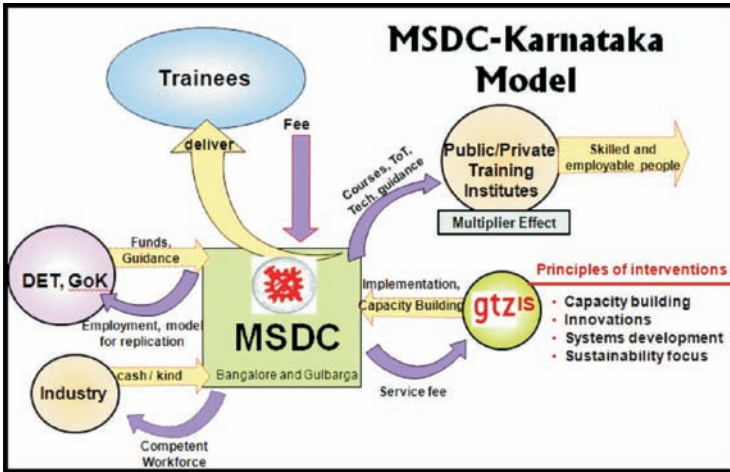 MSDC-Karnataka
Model
Trainees
Fee
deliver
Courses, ToT,
Tech, guidance
Public/Private
Training
Institutes
Skilled and
employable people
Multiplier Effect
Funds,
Guidance
DET, GoK
Employment, model
for replication
MSDC
Bangalore and Gulbarga
Implementation,
Capacity Building
gtz IS
Principles of interventions
• Capacity building
• Innovations
• Systems development
• Sustainability focus
Service fee
Industry
cash / kind
Competent
Workforce